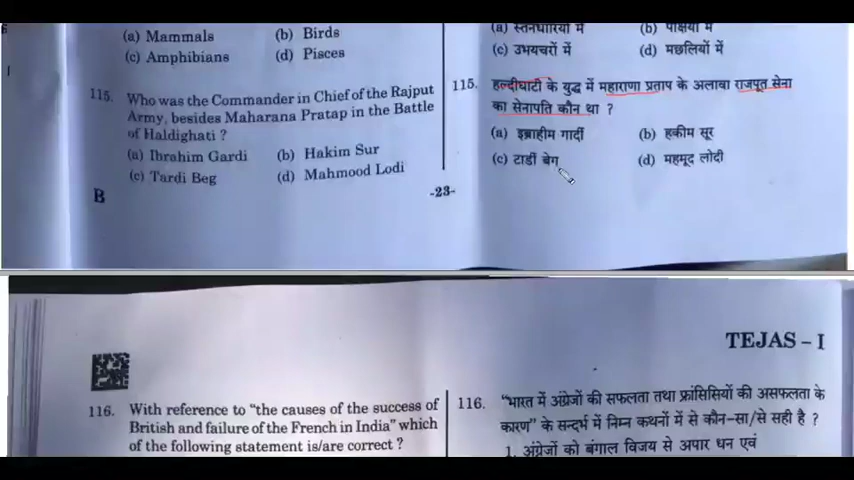 (a) Mammals (b) Birds
(c) Amphibians (d) Pisces
115. Who was the Commander in Chief of the Rajput
Army, besides Maharana Pratap in the Battle
of Haldighati ?
(a) Ibrahim Gardi (b) Hakim Sur
(c) Tardi Beg (d) Mahmood Lodi
B
-23-
(a) स्तनधारियों में (b) पक्षियों में
(c) उभयचरों में (d) मछलियों में
115. हल्दीघाटी के युद्ध में महाराणा प्रताप के अलावा राजपूत सेना
का सेनापति कौन था ?
(a) इब्राहीम गार्दी (b) हकीम सूर
(c) टार्डी बेग (d) महमूद लोदी
TEJAS – I
116. With reference to "the causes of the success of
British and failure of the French in India" which
of the following statement is/are correct ?
116. "भारत में अंग्रेजों की सफलता तथा फ्रांसिसियों की असफलता के
कारण" के सन्दर्भ में निम्न कथनों में से कौन-सा/से सही है ?
1. अंग्रेजों को बंगाल विजय से अपार धन एवं